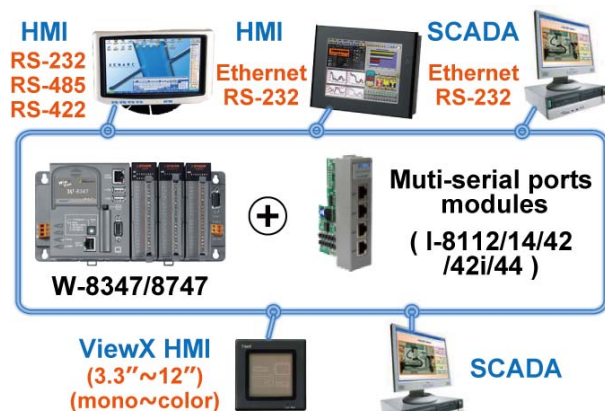 HMI
RS-232
RS-485
RS-422
HMI
Ethernet
RS-232
SCADA
Ethernet
RS-232
W-8347
W-8347/8747
Muti-serial ports
modules
( I-8112/14/42
/42i/44 )
ViewX HMI
(3.3”~12”)
(mono~color)
SCADA